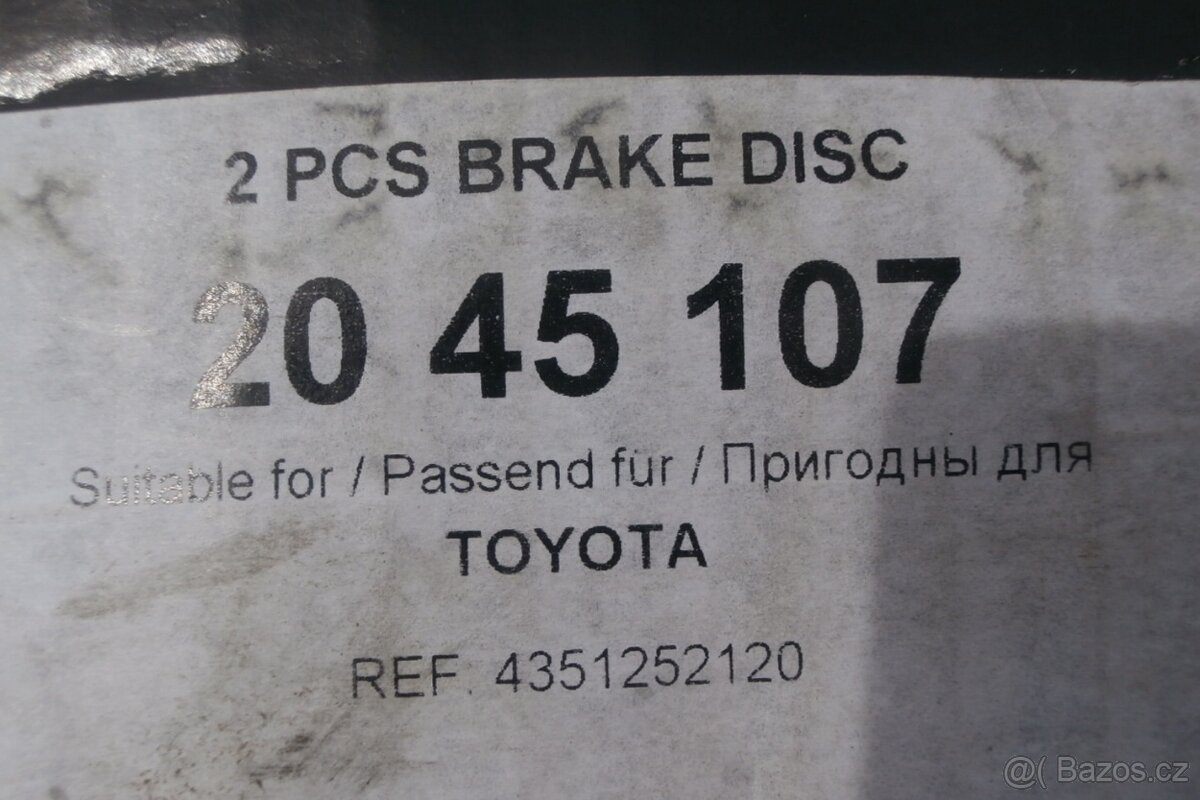 2 PCS BRAKE DISC
20 45 107
Suitable for / Passend für / Пригодны для
TOYOTA
REF. 4351252120
@( Bazos.cz